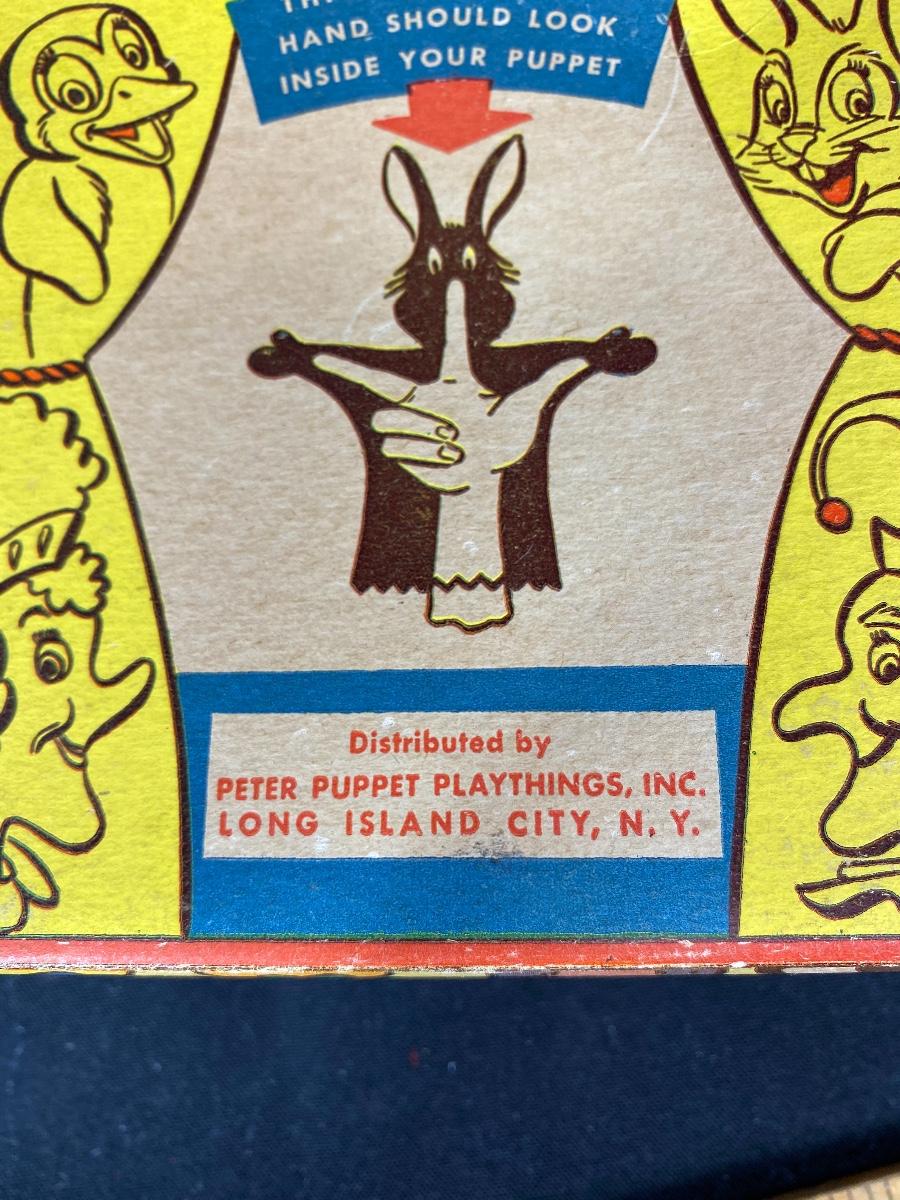 HAND SHOULD LOOK
INSIDE YOUR PUPPET
Distributed by
PETER PUPPET PLAYTHINGS, INC.
LONG ISLAND CITY, N. Y.